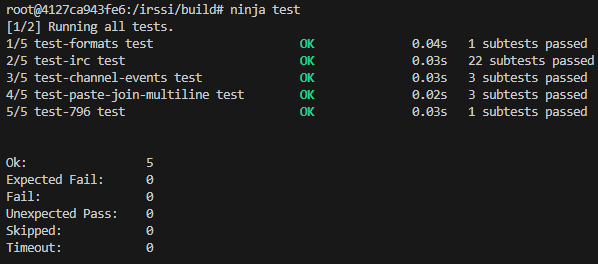 root@4127ca943fe6:/irssi/build# ninja test
[1/2] Running all tests.
1/5 test-formats test                    OK              0.04s   1 subtests passed
2/5 test-irc test                        OK              0.03s   22 subtests passed
3/5 test-channel-events test             OK              0.03s   3 subtests passed
4/5 test-paste-join-multiline test       OK              0.02s   3 subtests passed
5/5 test-796 test                        OK              0.03s   1 subtests passed
Ok:                 5
Expected Fail:      0
Fail:               0
Unexpected Pass:    0
Skipped:            0
Timeout:            0